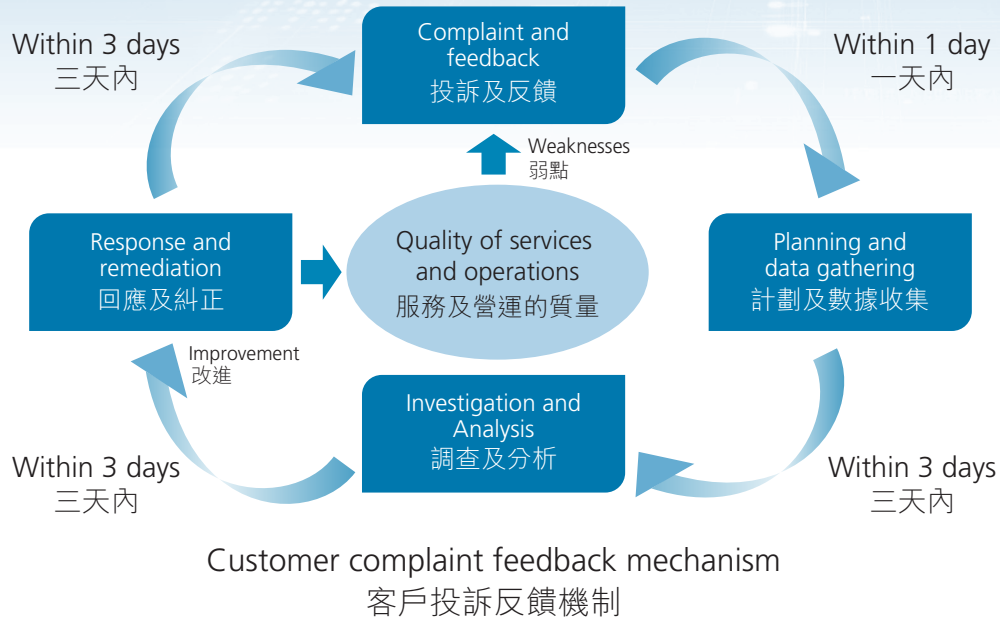 Within 3 days
三天內
Complaint and
feedback
投訴及反饋
Within 1 day
一天內
Weaknesses
弱點
Response and
remediation
回應及糾正
Quality of services
and operations
服務及營運的質量
Planning and
data gathering
計劃及數據收集
Improvement
改進
Investigation and
Analysis
調查及分析
Within 3 days
三天內
Within 3 days
三天內
Customer complaint feedback mechanism
客戶投訴反饋機制